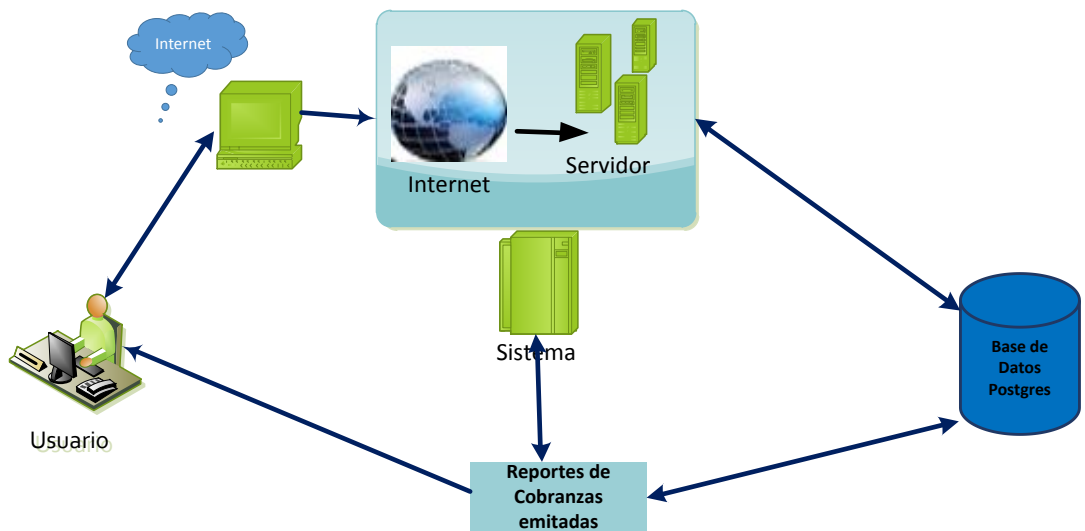 Internet
Internet
Servidor
Sistema
Usuario
Base de
Datos
Postgres
Reportes de
Cobranzas
emitadas